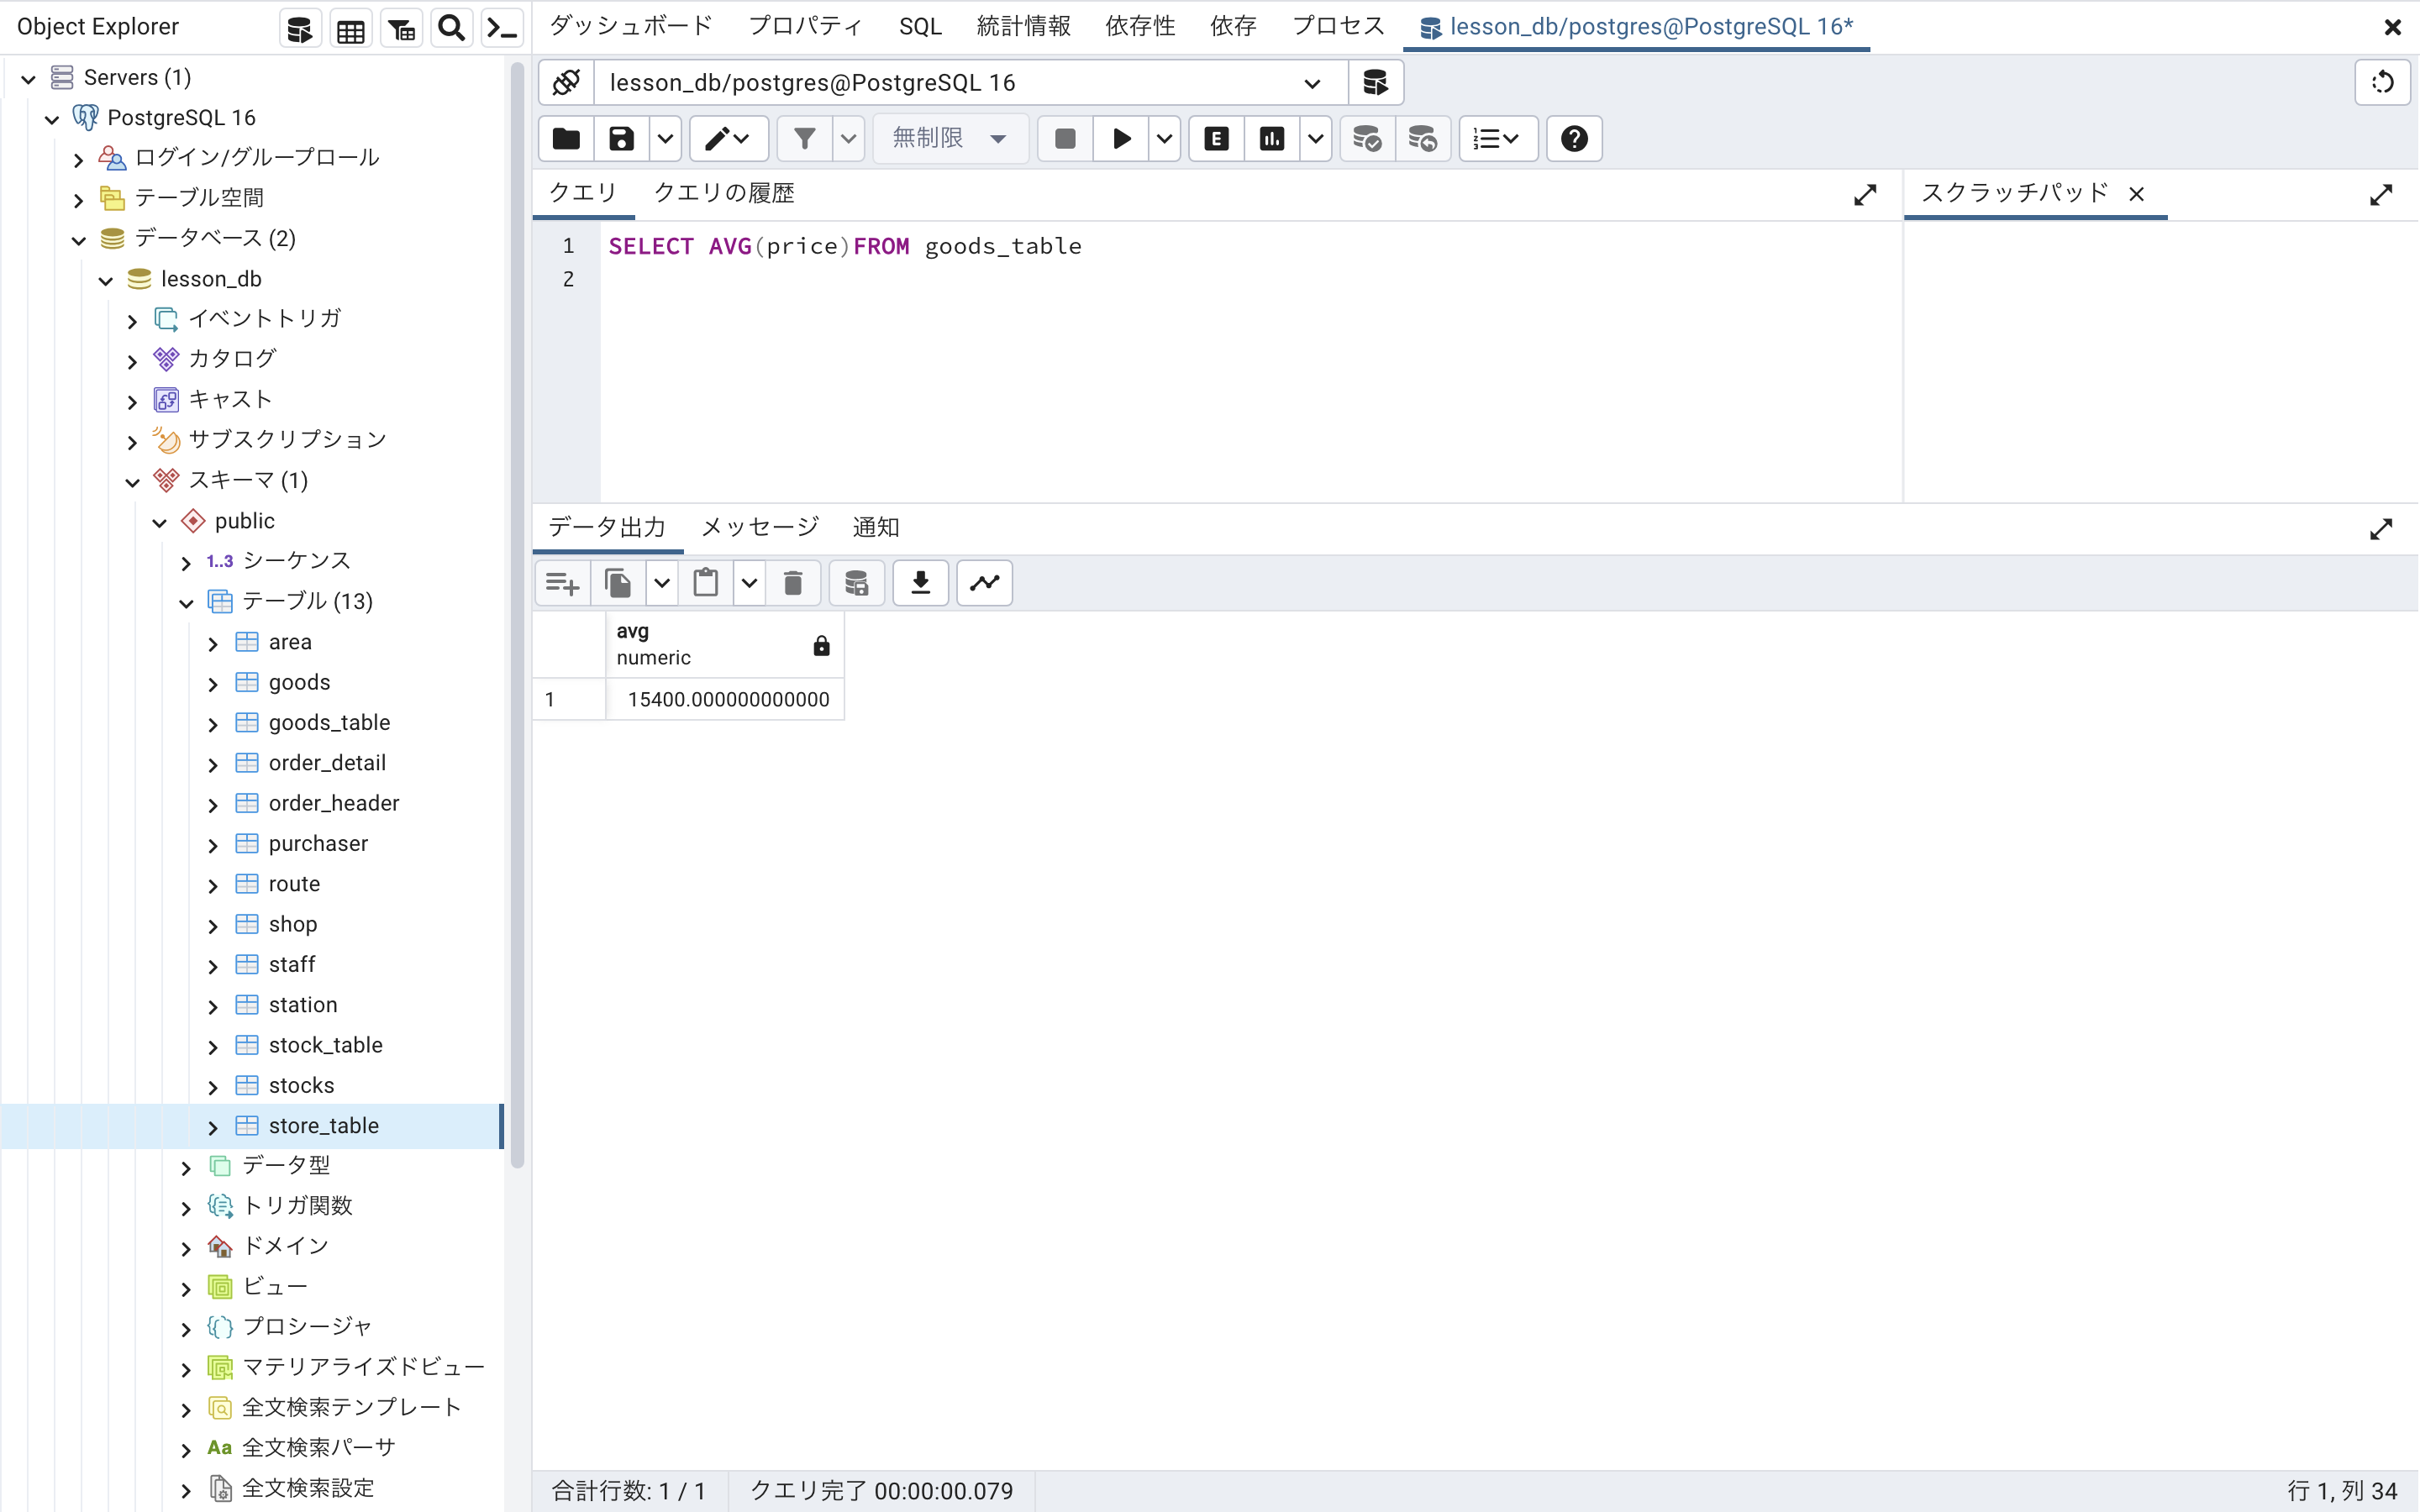 Object Explorer
Servers (1)
PostgreSQL 16
ログイン/グループロール
テーブル空間
データベース (2)
lesson_db
イベントトリガ
カタログ
キャスト
サブスクリプション
スキーマ (1)
public
1..3 シーケンス
テーブル (13)
area
goods
goods_table
order_detail
order_header
purchaser
route
shop
staff
station
stock_table
stocks
store_table
データ型
トリガ関数
ドメイン
ビュー
プロシージャ
マテリアライズドビュー
全文検索テンプレート
Aa 全文検索パーサ
全文検索設定
ダッシュボード プロパティ SQL 統計情報 依存性 依存 プロセス lesson_db/postgres@PostgreSQL 16*
lesson_db/postgres@PostgreSQL 16
無制限 E
クエリ クエリの履歴
スクラッチパッド
1 SELECT AVG(price)FROM goods_table
2
データ出力 メッセージ 通知
avg
numeric
1 15400.000000000000
合計行数: 1 / 1 クエリ完了 00:00:00.079 行 1, 列 34